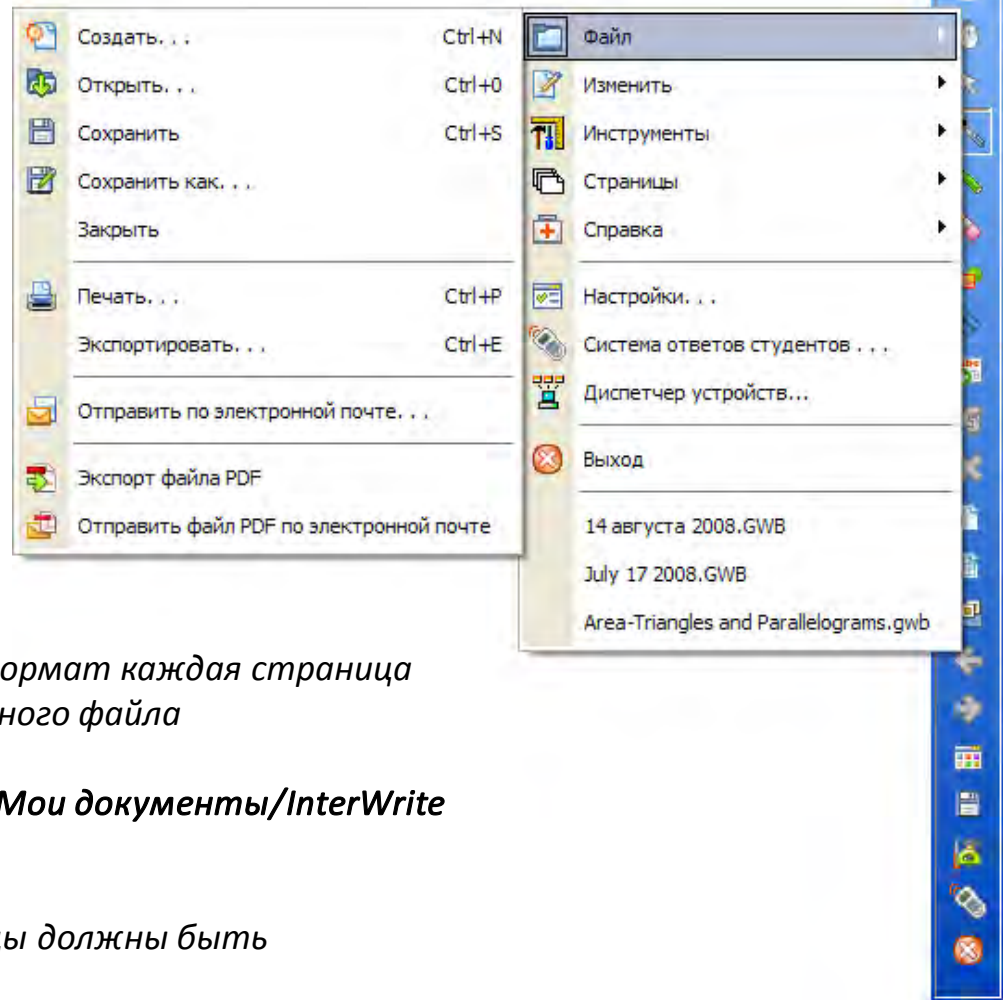 Создать. . . Ctrl+N
Открыть. . . Ctrl+0
Сохранить Ctrl+S
Сохранить как. . .
Закрыть
Печать. . . Ctrl+P
Экспортировать. . . Ctrl+E
Отправить по электронной почте. . .
Экспорт файла PDF
Отправить файл PDF по электронной почте
Файл
Изменить
Инструменты
Страницы
Справка
Настройки. . .
Система ответов студентов . . .
Диспетчер устройств...
Выход
14 августа 2008.GWB
July 17 2008.GWB
Area-Triangles and Parallelograms.gwb
ормат каждая страница
ного файла
Мои документы/InterWrite
ы должны быть